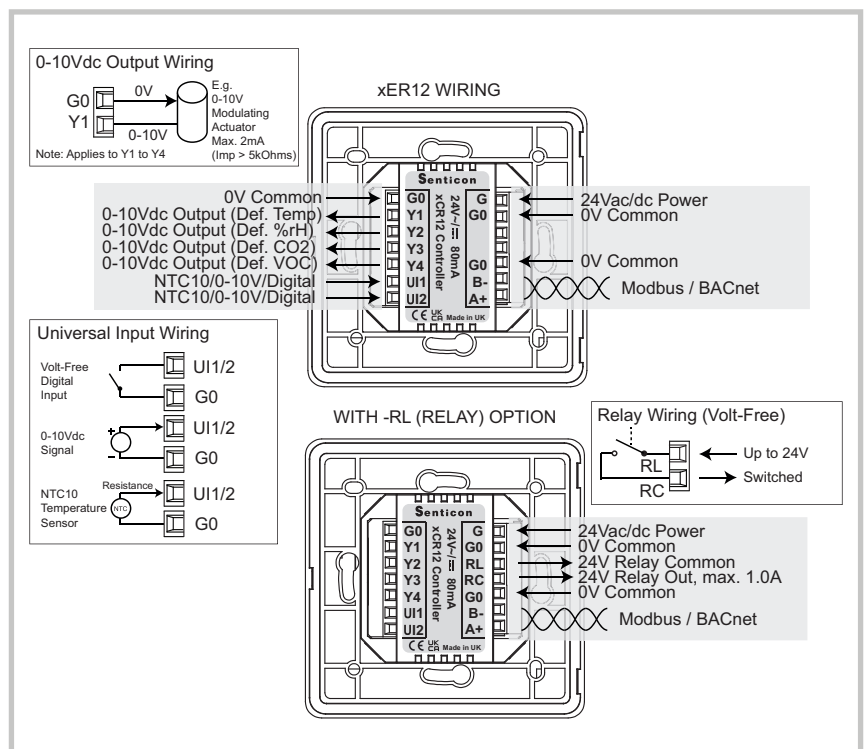 0-10Vdc Output Wiring
G0
0V
Y1
0-10V
E.g.
0-10V
Modulating
Actuator
Max. 2mA
(Imp > 5kOhms)
Note: Applies to Y1 to Y4
xER12 WIRING
0V Common
0-10Vdc Output (Def. Temp)
0-10Vdc Output (Def. %rH)
0-10Vdc Output (Def. CO2)
0-10Vdc Output (Def. VOC)
NTC10/0-10V/Digital
NTC10/0-10V/Digital
Senticon
G0
Y1
Y2
Y3
Y4
UI1
UI2
xCR12 Controller
24V~/⎓ 80mA
G
G0
G0
B-
A+
CE UKCA Made in UK
24Vac/dc Power
0V Common
0V Common
Modbus / BACnet
Universal Input Wiring
Volt-Free
Digital
Input
UI1/2
G0
0-10Vdc
Signal
+
-
UI1/2
G0
NTC10
Temperature
Sensor
Resistance
NTC
UI1/2
G0
WITH -RL (RELAY) OPTION
Relay Wiring (Volt-Free)
RL
RC
Up to 24V
Switched
Senticon
G0
Y1
Y2
Y3
Y4
UI1
UI2
xCR12 Controller
24V~/⎓ 80mA
G
G0
RL
RC
G0
B-
A+
CE UKCA Made in UK
24Vac/dc Power
0V Common
24V Relay Common
24V Relay Out, max. 1.0A
0V Common
Modbus / BACnet